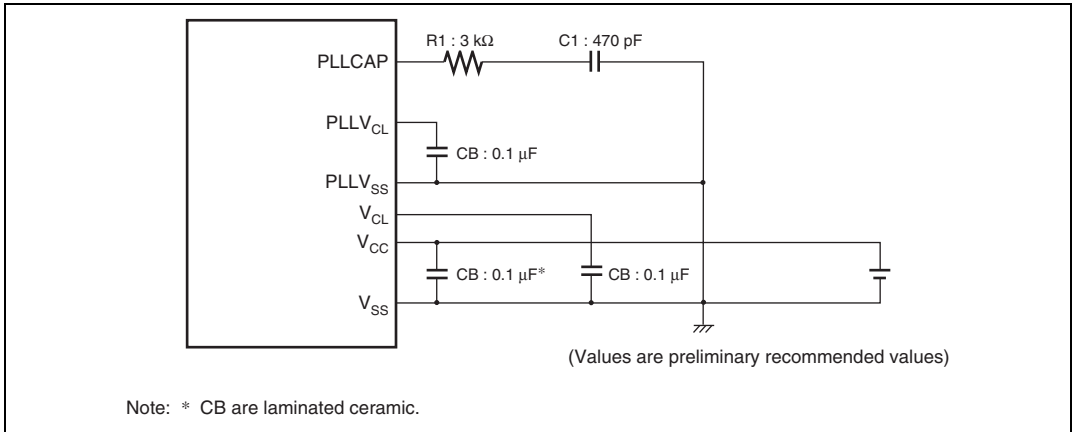 R1 : 3 kΩ
C1 : 470 pF
PLLCAP
PLLVCL
CB : 0.1 μF
PLLVSS
VCL
VCC
CB : 0.1 μF*
CB : 0.1 μF
VSS
(Values are preliminary recommended values)
Note: * CB are laminated ceramic.